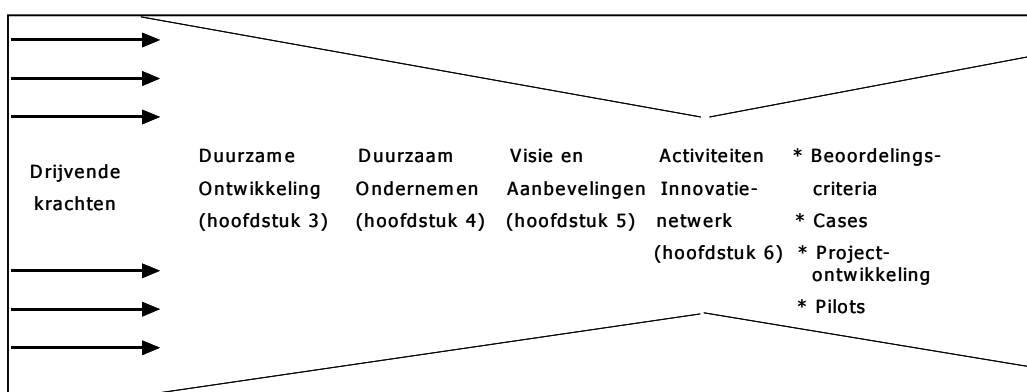 Drijvende
krachten
Duurzame
Ontwikkeling
(hoofdstuk 3)
Duurzaam
Ondernemen
(hoofdstuk 4)
Visie en
Aanbevelingen
(hoofdstuk 5)
Activiteiten
Innovatie-
netwerk
(hoofdstuk 6)
* Beoordelings-
criteria
* Cases
* Project-
ontwikkeling
* Pilots